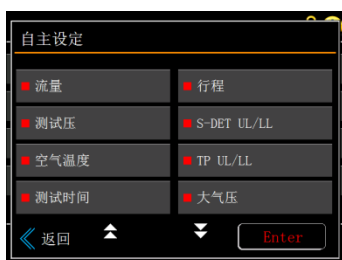 自主设定
流量 行程
测试压 S-DET UL/LL
空气温度 TP UL/LL
测试时间 大气压
返回 Enter